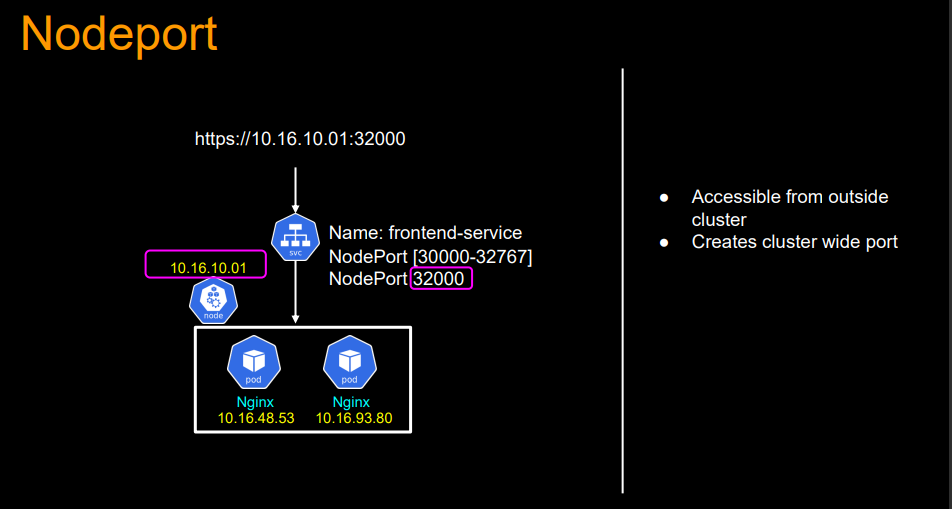 Nodeport
https://10.16.10.01:32000
svc
Name: frontend-service
NodePort [30000-32767]
NodePort 32000
10.16.10.01
node
pod
pod
Nginx
Nginx
10.16.48.53
10.16.93.80
● Accessible from outside
cluster
● Creates cluster wide port